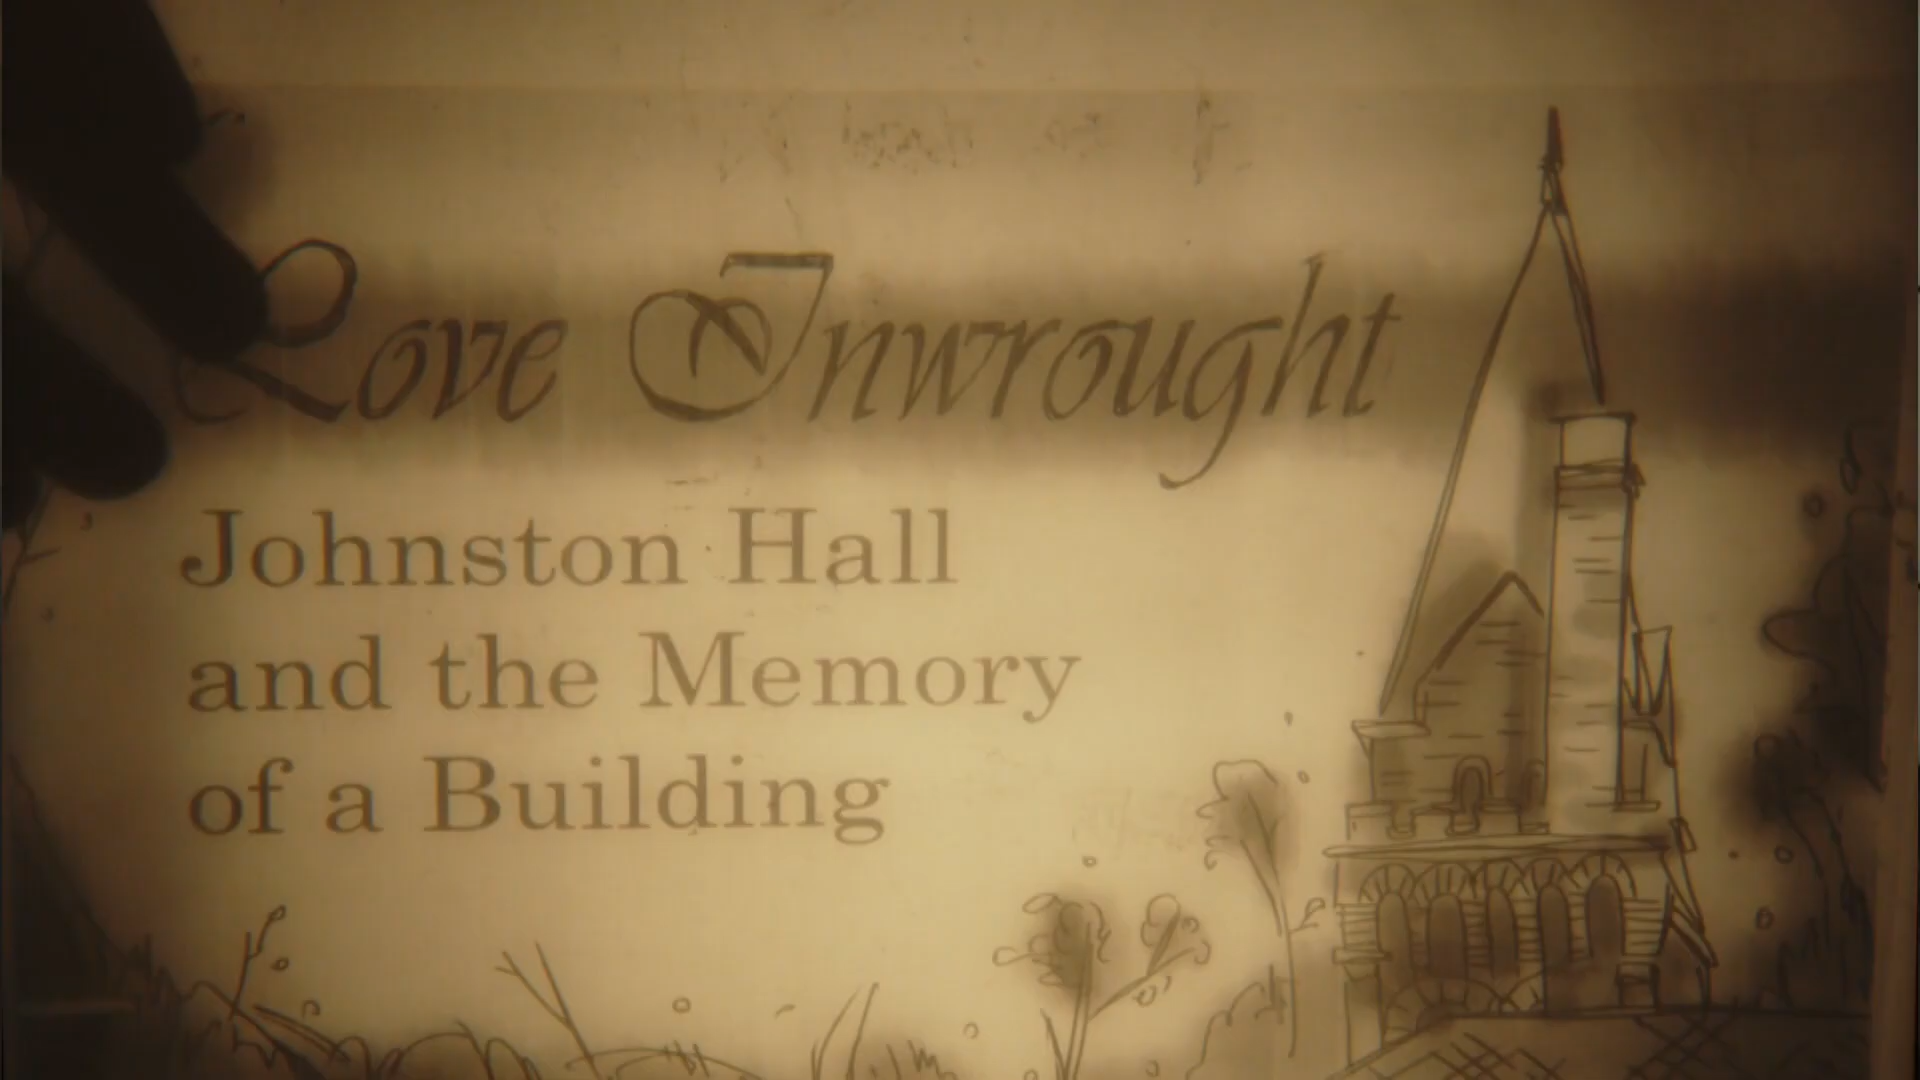 Love Inwrought
Johnston Hall
and the Memory
of a Building